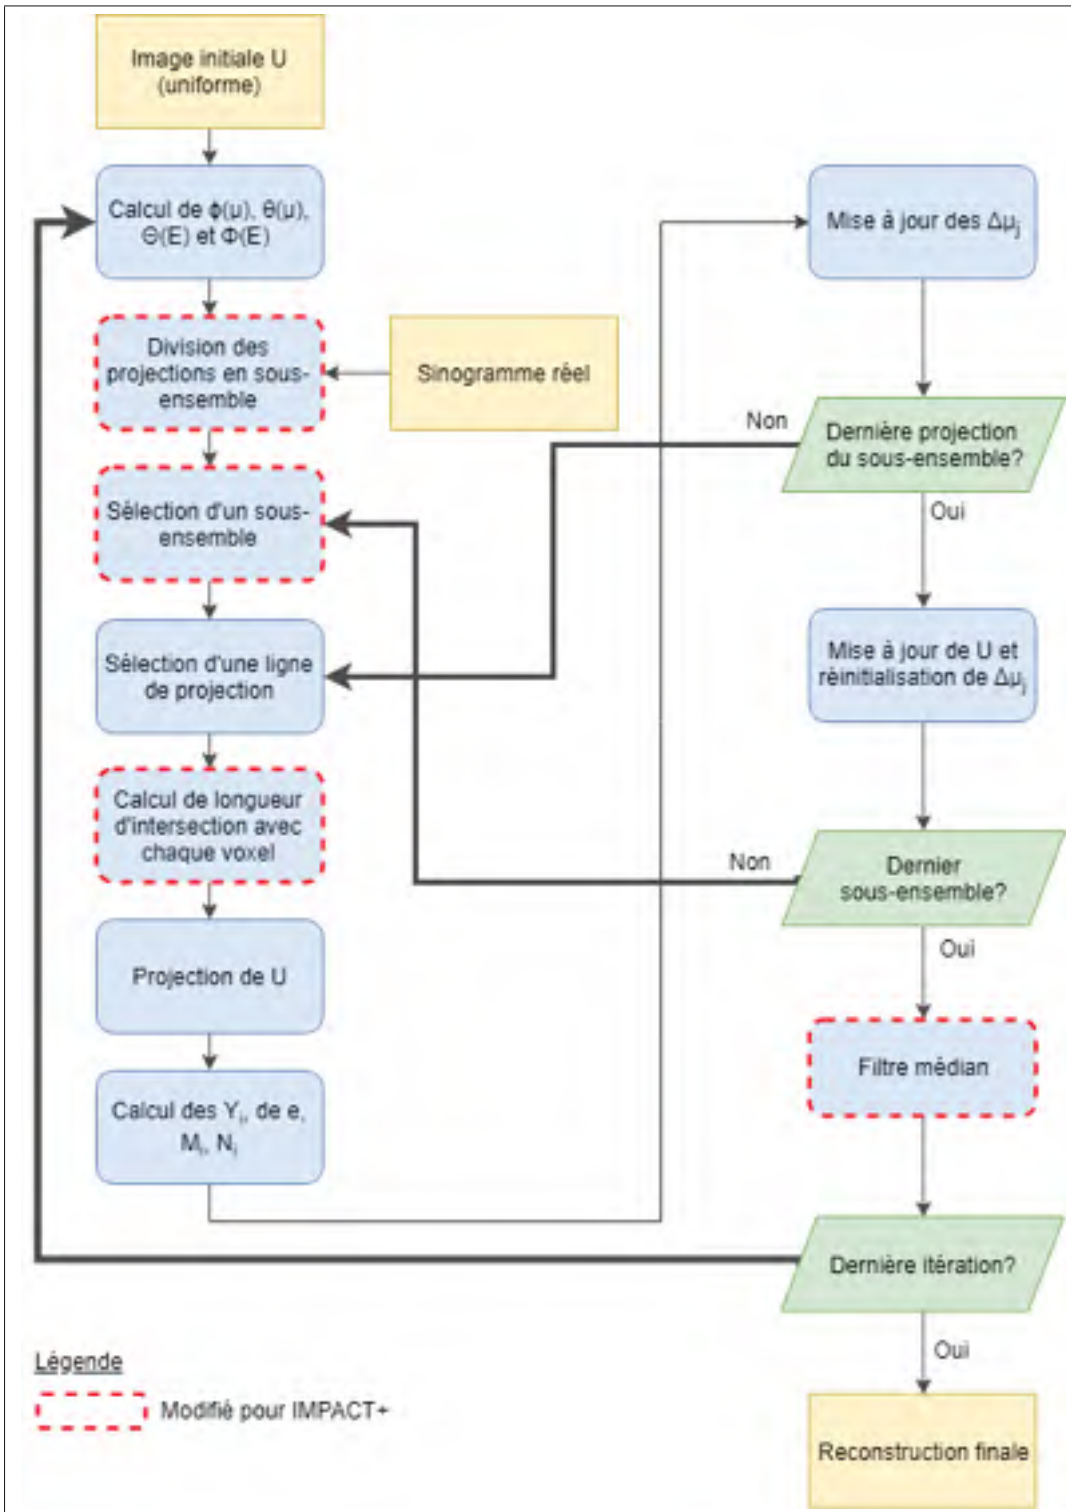 Image initiale U
(uniforme)
Calcul de ϕ(μ), θ(μ),
Θ(E) et Φ(E)
Division des
projections en sous-
ensemble
Sinogramme réel
Sélection d'un sous-
ensemble
Sélection d'une ligne
de projection
Calcul de longueur
d'intersection avec
chaque voxel
Projection de U
Calcul des Yi, de e,
Mi, Ni
Mise à jour des Δμj
Non
Dernière projection
du sous-ensemble?
Oui
Mise à jour de U et
réinitialisation de Δμj
Non
Dernier
sous-ensemble?
Oui
Filtre médian
Dernière itération?
Oui
Reconstruction finale
Légende
Modifié pour IMPACT+